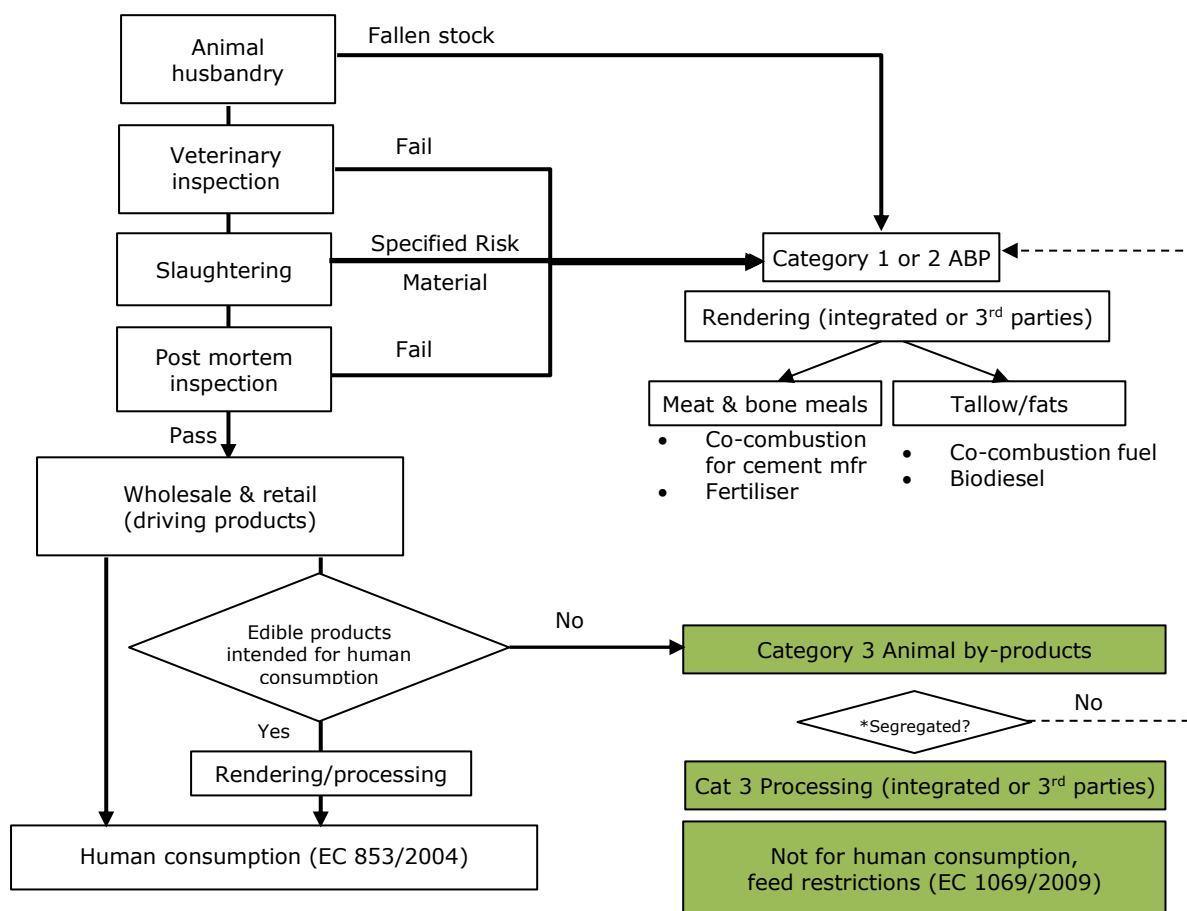 Animal
husbandry
Fallen stock
Veterinary
inspection
Fail
Slaughtering
Specified Risk
Material
Category 1 or 2 ABP
Rendering (integrated or 3rd parties)
Post mortem
inspection
Fail
Meat & bone meals
Tallow/fats
• Co-combustion
for cement mfr
• Fertiliser
• Co-combustion fuel
• Biodiesel
Pass
Wholesale & retail
(driving products)
Edible products
intended for human
consumption
No
Category 3 Animal by-products
*Segregated?
No
Yes
Rendering/processing
Cat 3 Processing (integrated or 3rd parties)
Human consumption (EC 853/2004)
Not for human consumption,
feed restrictions (EC 1069/2009)